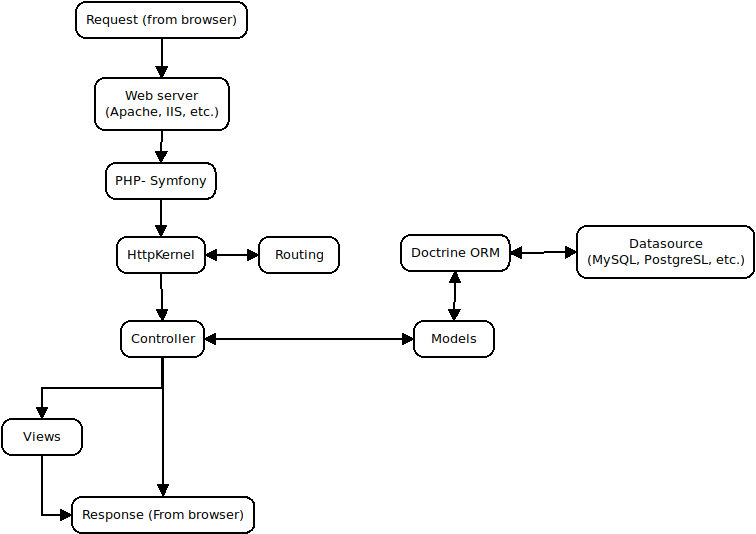 Request (from browser)
Web server
(Apache, IIS, etc.)
PHP- Symfony
HttpKernel
Routing
Doctrine ORM
Datasource
(MySQL, PostgreSL, etc.)
Controller
Models
Views
Response (From browser)